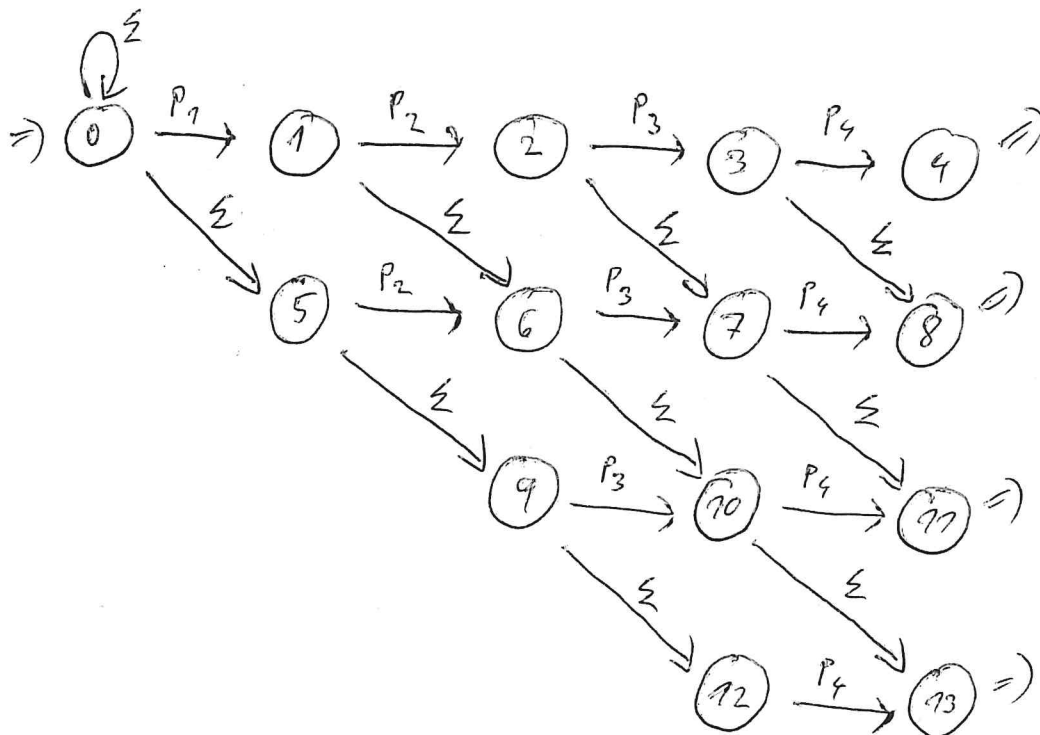 Σ
P₁ P₂ P₃ P₄
⇒ 0 1 2 3 4 ⇒
Σ Σ Σ Σ
P₂ P₃ P₄
5 6 7 8 ⇒
Σ Σ Σ
P₃ P₄
9 10 11 ⇒
Σ Σ
P₄
12 13 ⇒